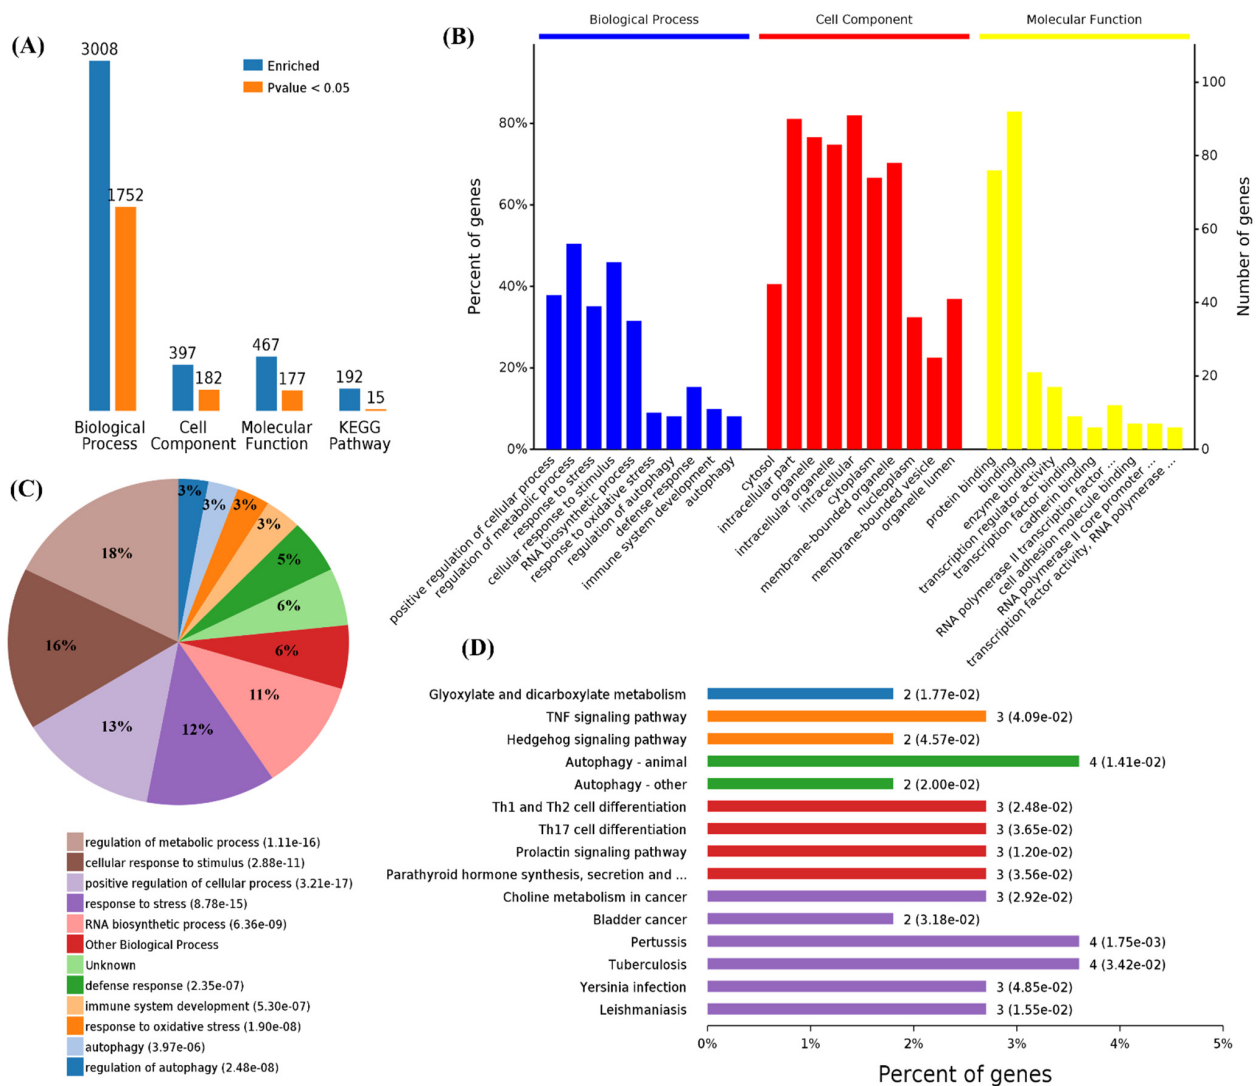 (A)
3008
Enriched
Pvalue < 0.05
1752
397
182
467
177
192
15
Biological
Process
Cell
Component
Molecular
Function
KEGG
Pathway
(B)
Biological Process
Cell Component
Molecular Function
Percent of genes
80%
60%
40%
20%
0%
Number of genes
100
80
60
40
20
0
positive regulation of cellular process
regulation of metabolic process
response to stress
cellular response to stimulus
RNA biosynthetic process
response to oxidative stress
regulation of autophagy
defense response
immune system development
autophagy
cytosol
intracellular part
organelle
intracellular organelle
intracellular
cytoplasm
membrane-bounded organelle
nucleoplasm
membrane-bounded vesicle
organelle lumen
protein binding
binding
enzyme binding
transcription regulator activity
transcription factor binding
cadherin binding
RNA polymerase II transcription factor ...
cell adhesion molecule binding
RNA polymerase II core promoter ...
transcription factor activity, RNA polymerase ...
(C)
3%
3%
3%
3%
5%
6%
6%
11%
12%
13%
16%
18%
regulation of metabolic process (1.11e-16)
cellular response to stimulus (2.88e-11)
positive regulation of cellular process (3.21e-17)
response to stress (8.78e-15)
RNA biosynthetic process (6.36e-09)
Other Biological Process
Unknown
defense response (2.35e-07)
immune system development (5.30e-07)
response to oxidative stress (1.90e-08)
autophagy (3.97e-06)
regulation of autophagy (2.48e-08)
(D)
Glyoxylate and dicarboxylate metabolism 2 (1.77e-02)
TNF signaling pathway 3 (4.09e-02)
Hedgehog signaling pathway 2 (4.57e-02)
Autophagy - animal 4 (1.41e-02)
Autophagy - other 2 (2.00e-02)
Th1 and Th2 cell differentiation 3 (2.48e-02)
Th17 cell differentiation 3 (3.65e-02)
Prolactin signaling pathway 3 (1.20e-02)
Parathyroid hormone synthesis, secretion and ... 3 (3.56e-02)
Choline metabolism in cancer 3 (2.92e-02)
Bladder cancer 2 (3.18e-02)
Pertussis 4 (1.75e-03)
Tuberculosis 4 (3.42e-02)
Yersinia infection 3 (4.85e-02)
Leishmaniasis 3 (1.55e-02)
0% 1% 2% 3% 4% 5%
Percent of genes